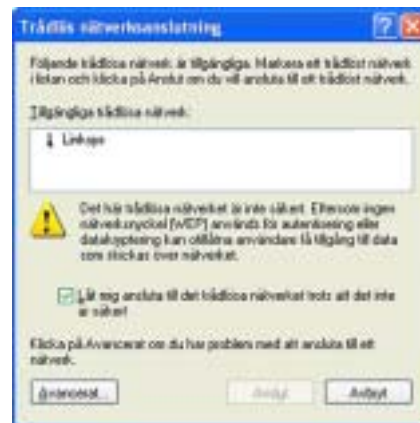 Trådlös nätverksanslutning
Följande trådlösa nätverk är tillgängliga. Markera ett trådlöst nätverk
i listan och klicka på Anslut om du vill ansluta till ett trådlöst nätverk.
Tillgängliga trådlösa nätverk:
Linksys
Det här trådlösa nätverket är inte säkert. Eftersom ingen
nätverksnyckel (WEP) används för autentisering eller
datakryptering kan otillåtna användare få tillgång till data
som skickas över nätverket.
Låt mig ansluta till det trådlösa nätverket trots att det inte
är säkert
Klicka på Avancerat om du har problem med att ansluta till ett
nätverk.
Avancerat...
Anslut
Avbryt